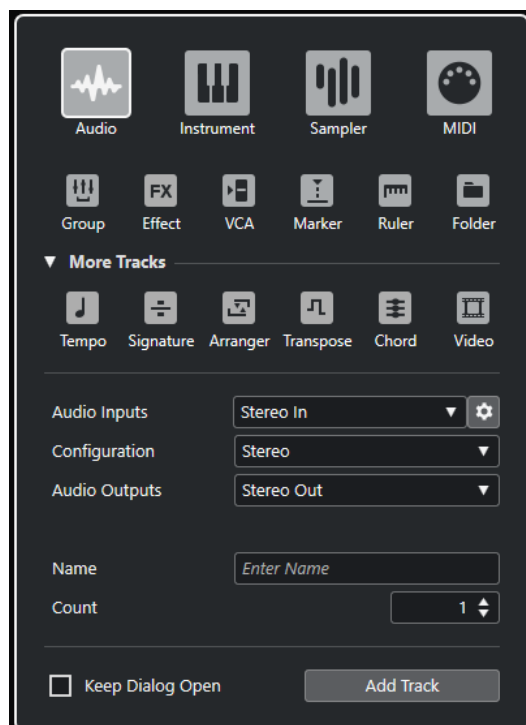 Audio Instrument Sampler MIDI
FX
Group Effect VCA Marker Ruler Folder
▼ More Tracks
Tempo Signature Arranger Transpose Chord Video
Audio Inputs Stereo In
Configuration Stereo
Audio Outputs Stereo Out
Name Enter Name
Count 1
Keep Dialog Open Add Track